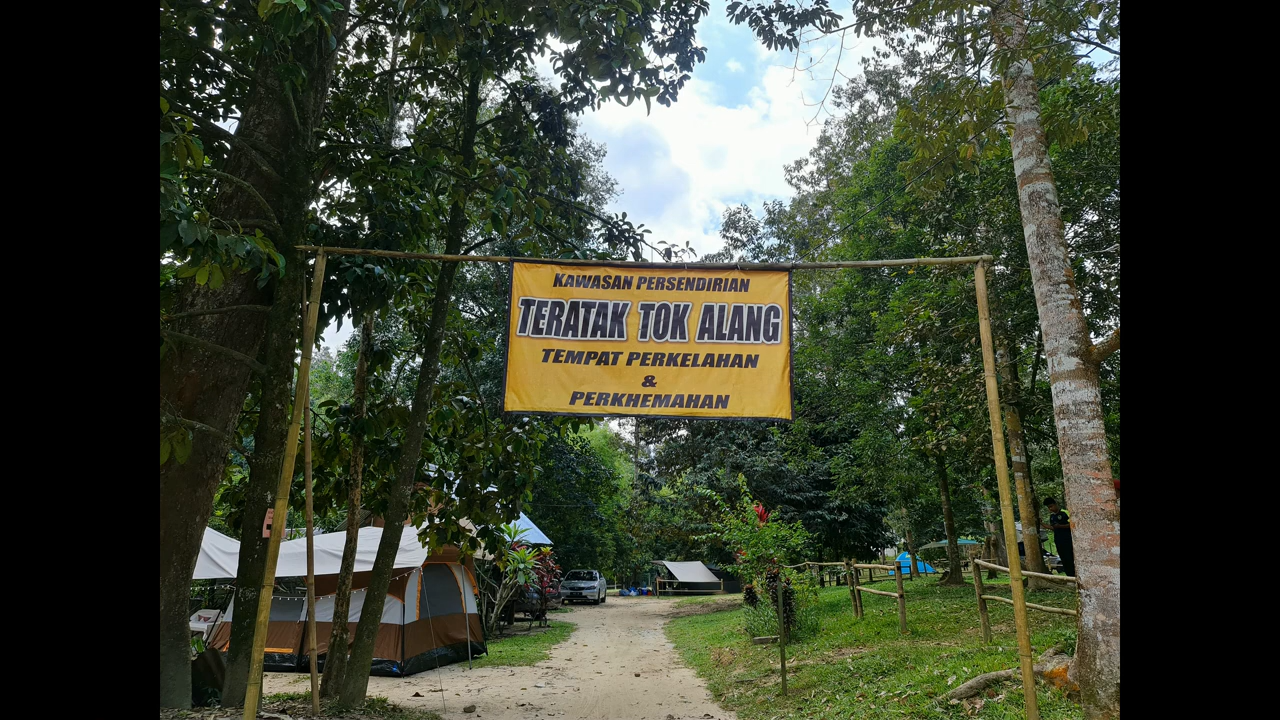 KAWASAN PERSENDIRIAN
TERATAK TOK ALANG
TEMPAT PERKELAHAN
&
PERKHEMAHAN